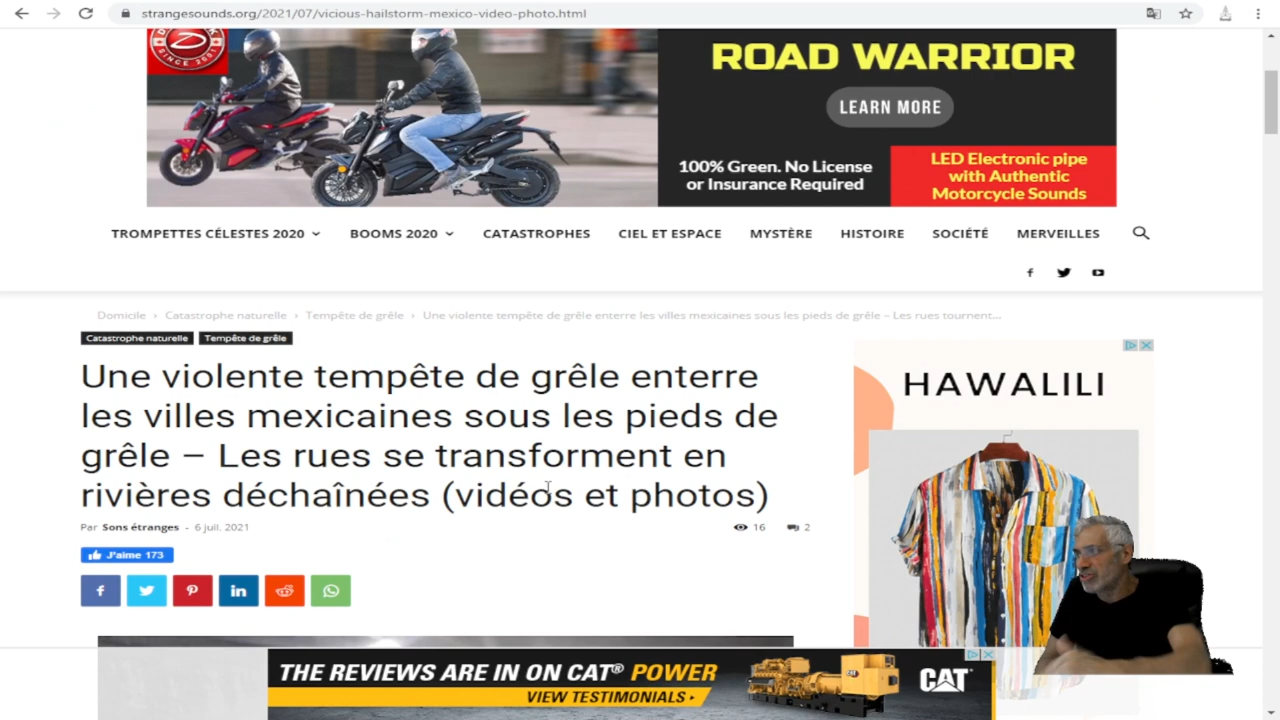 strangesounds.org/2021/07/vicious-hailstorm-mexico-video-photo.html
SINCE 200
ROAD WARRIOR
LEARN MORE
100% Green. No License
or Insurance Required
LED Electronic pipe
with Authentic
Motorcycle Sounds
TROMPETTES CÉLESTES 2020
BOOMS 2020
CATASTROPHES
CIEL ET ESPACE
MYSTÈRE
HISTOIRE
SOCIÉTÉ
MERVEILLES
Domicile › Catastrophe naturelle › Tempête de grêle › Une violente tempête de grêle enterre les villes mexicaines sous les pieds de grêle – Les rues tournent...
Catastrophe naturelle
Tempête de grêle
Une violente tempête de grêle enterre
les villes mexicaines sous les pieds de
grêle – Les rues se transforment en
rivières déchaînées (vidéos et photos)
Par Sons étranges - 6 juil. 2021
16
2
J'aime 173
HAWALILI
THE REVIEWS ARE IN ON CAT® POWER
VIEW TESTIMONIALS
CAT